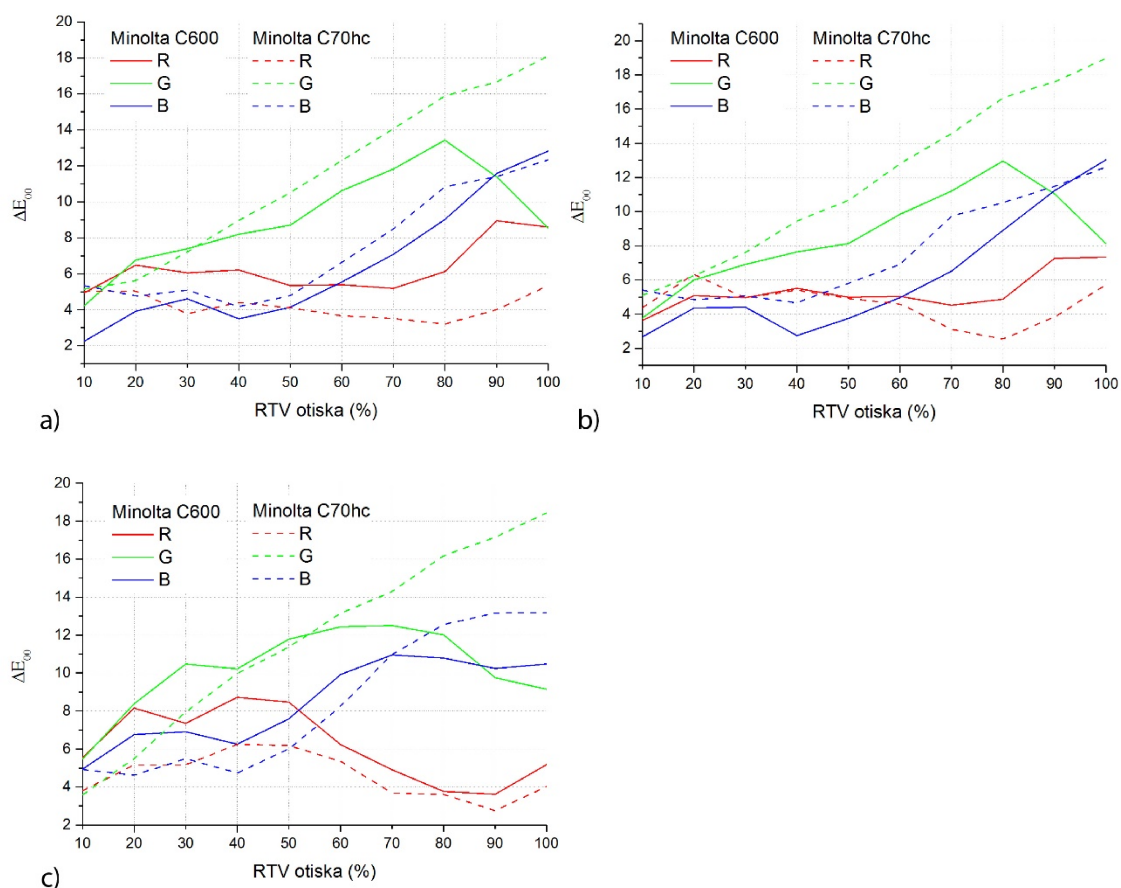 Minolta C600 Minolta C70hc
R R
G G
B B
20
18
16
14
12
10
8
6
4
2
ΔE00
10 20 30 40 50 60 70 80 90 100
RTV otiska (%)
a)
Minolta C600 Minolta C70hc
R R
G G
B B
20
18
16
14
12
10
8
6
4
2
ΔE00
10 20 30 40 50 60 70 80 90 100
RTV otiska (%)
b)
Minolta C600 Minolta C70hc
R R
G G
B B
20
18
16
14
12
10
8
6
4
2
ΔE00
10 20 30 40 50 60 70 80 90 100
RTV otiska (%)
c)